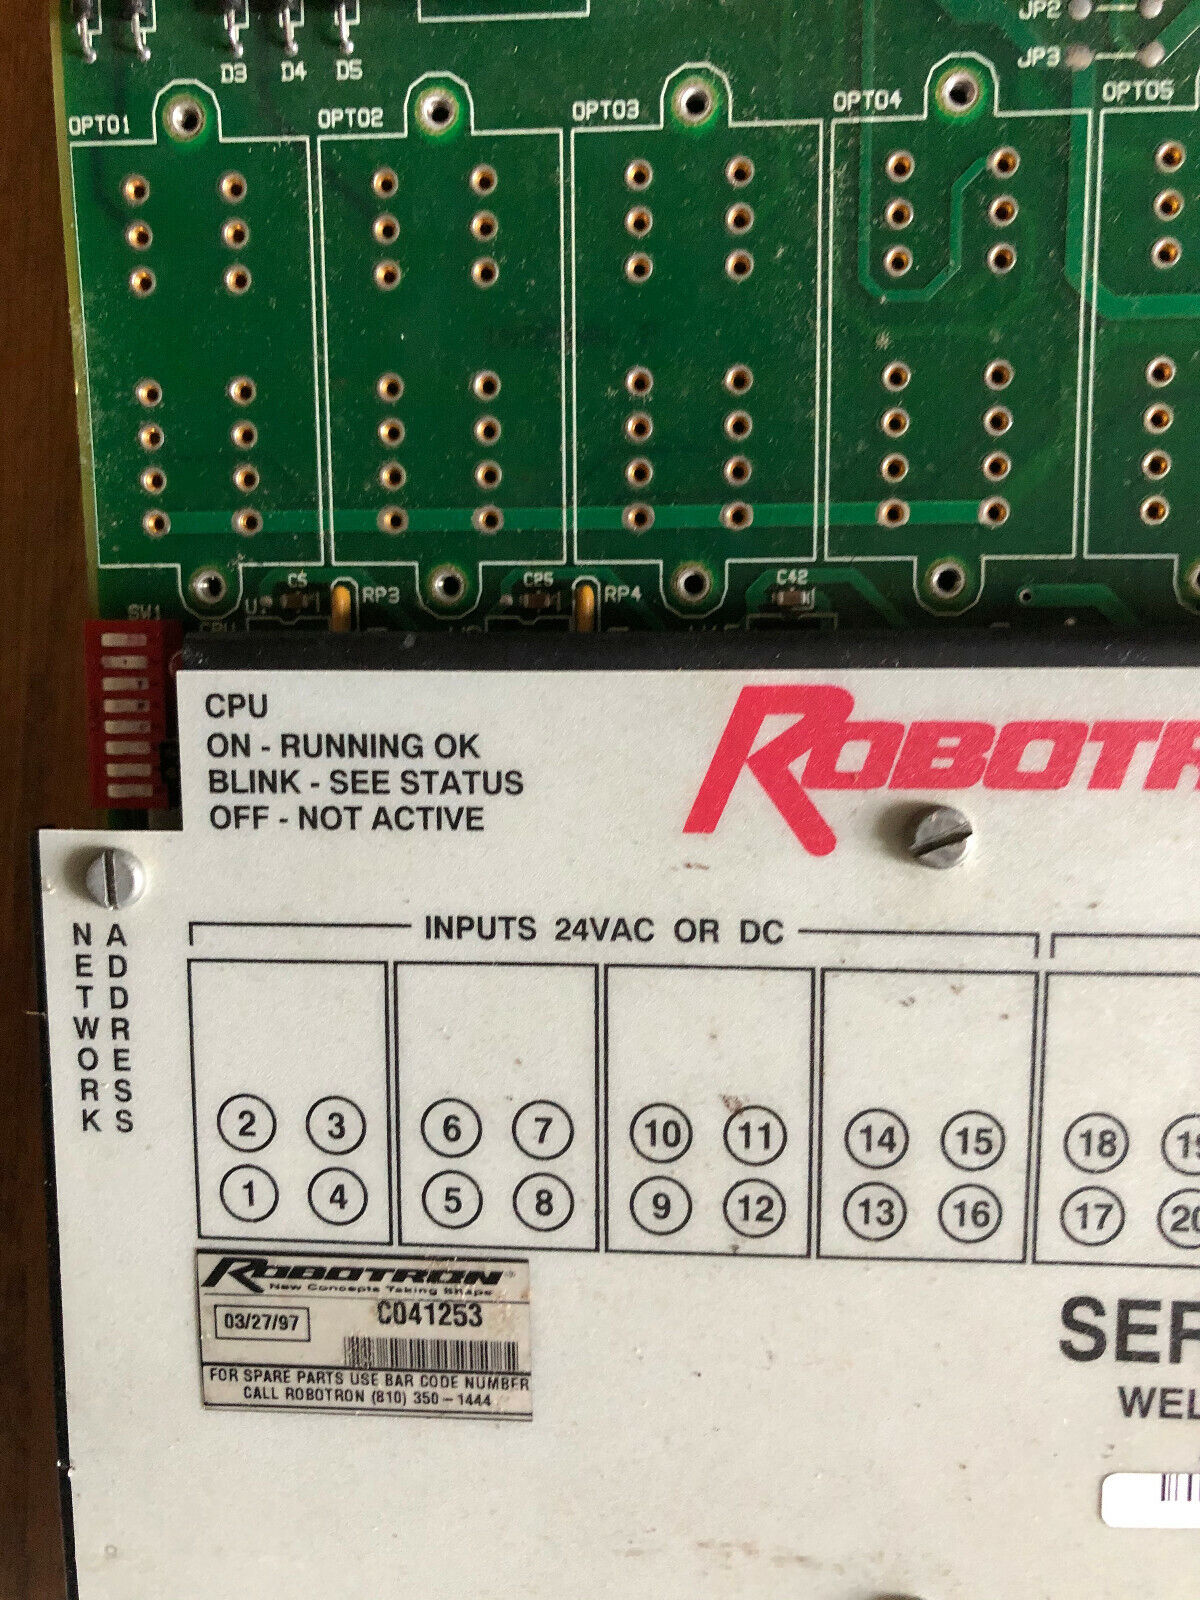 JP2
JP3
D3 D4 D5
OPTO1 OPTO2 OPTO3 OPTO4 OPTO5
C5 RP3 C25 RP4 C42
SW1
CPU
ON - RUNNING OK
BLINK - SEE STATUS
OFF - NOT ACTIVE
ROBOTR
NETWORK
ADDRESS
INPUTS 24VAC OR DC
2 3 6 7 10 11 14 15 18
1 4 5 8 9 12 13 16 17 20
ROBOTRON®
New Concepts Taking Shape
03/27/97
C041253
FOR SPARE PARTS USE BAR CODE NUMBER
CALL ROBOTRON (810) 350-1444
SER
WEL